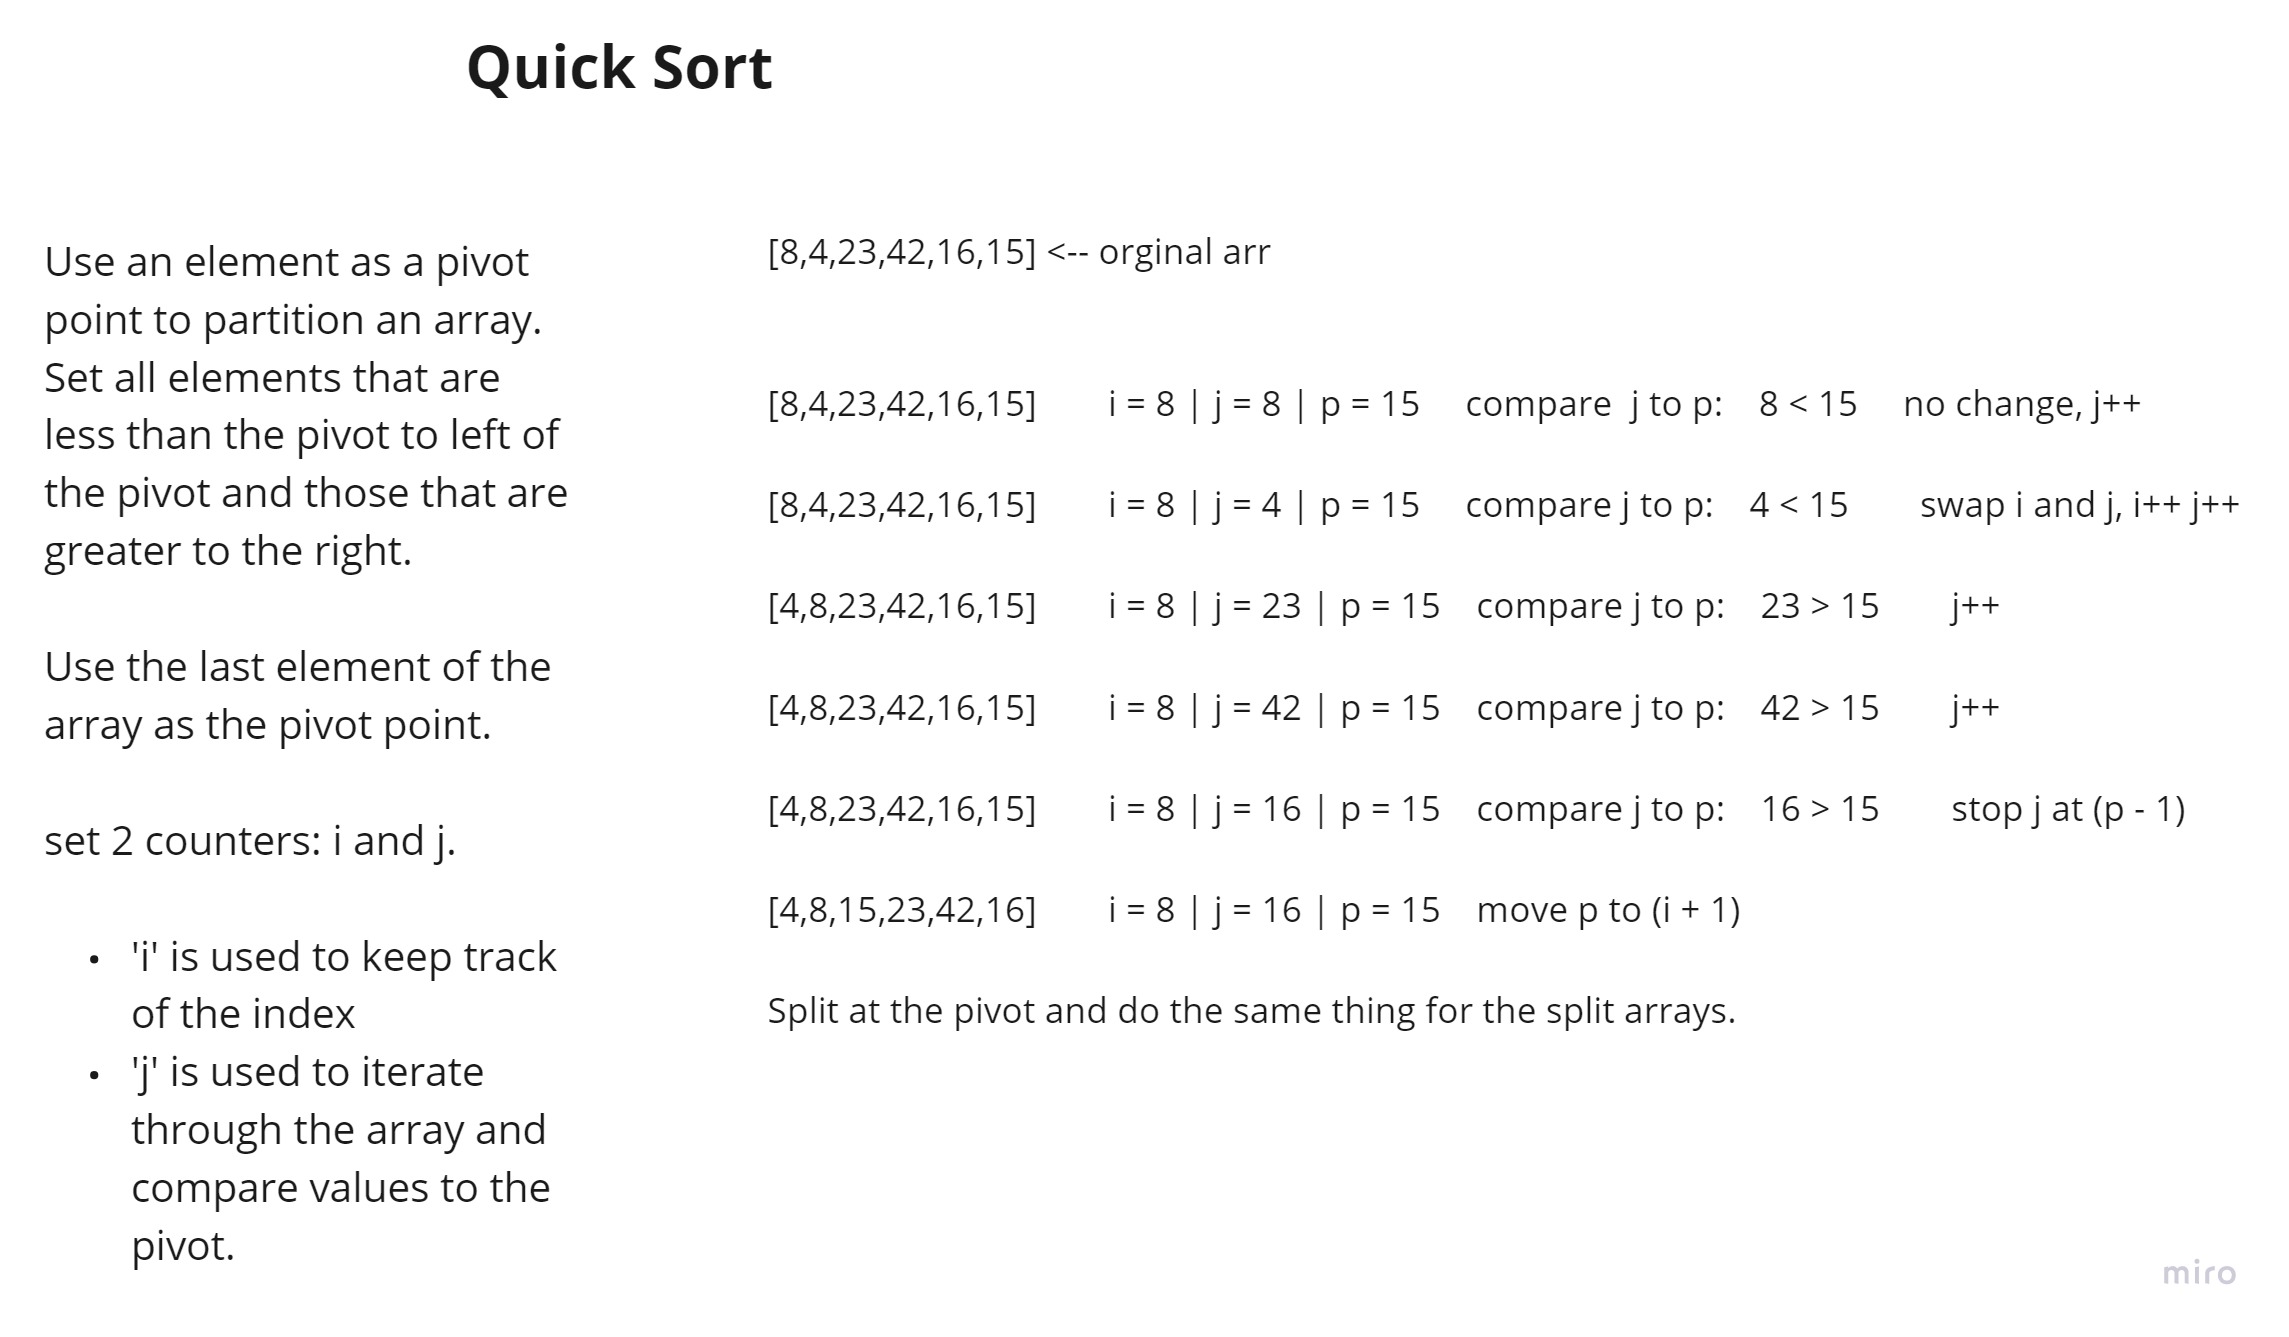 Quick Sort
Use an element as a pivot
point to partition an array.
Set all elements that are
less than the pivot to left of
the pivot and those that are
greater to the right.
Use the last element of the
array as the pivot point.
set 2 counters: i and j.
• 'i' is used to keep track
of the index
• 'j' is used to iterate
through the array and
compare values to the
pivot.
[8,4,23,42,16,15] <-- orginal arr
[8,4,23,42,16,15] i = 8 | j = 8 | p = 15 compare j to p: 8 < 15 no change, j++
[8,4,23,42,16,15] i = 8 | j = 4 | p = 15 compare j to p: 4 < 15 swap i and j, i++ j++
[4,8,23,42,16,15] i = 8 | j = 23 | p = 15 compare j to p: 23 > 15 j++
[4,8,23,42,16,15] i = 8 | j = 42 | p = 15 compare j to p: 42 > 15 j++
[4,8,23,42,16,15] i = 8 | j = 16 | p = 15 compare j to p: 16 > 15 stop j at (p - 1)
[4,8,15,23,42,16] i = 8 | j = 16 | p = 15 move p to (i + 1)
Split at the pivot and do the same thing for the split arrays.
miro